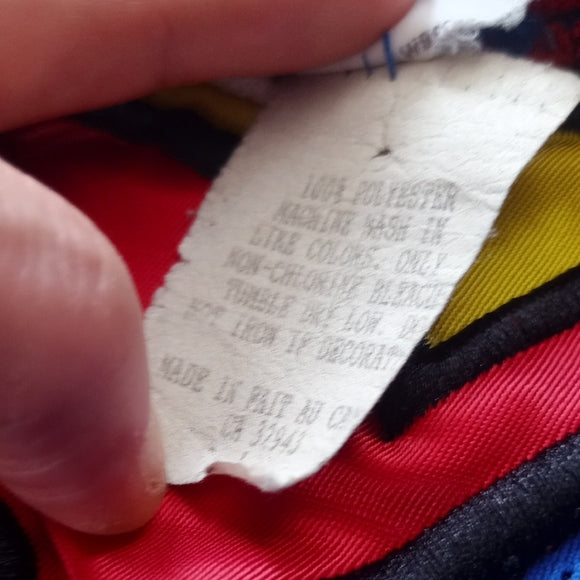 100% POLYESTER
MACHINE WASH IN
LIKE COLORS. ONLY
NON-CHLORINE BLEACH
TUMBLE DRY LOW. DO
NOT IRON IF DECORAT
MADE IN